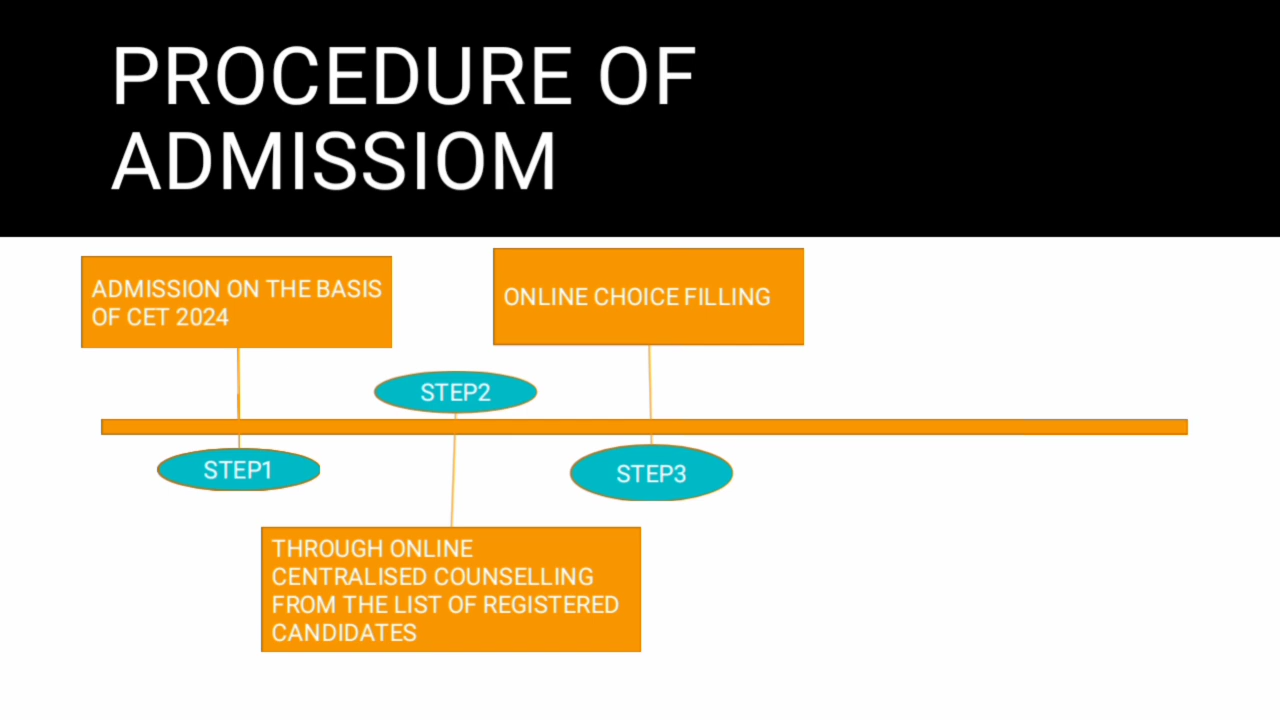 PROCEDURE OF
ADMISSIOM
ADMISSION ON THE BASIS
OF CET 2024
ONLINE CHOICE FILLING
STEP2
STEP1
STEP3
THROUGH ONLINE
CENTRALISED COUNSELLING
FROM THE LIST OF REGISTERED
CANDIDATES